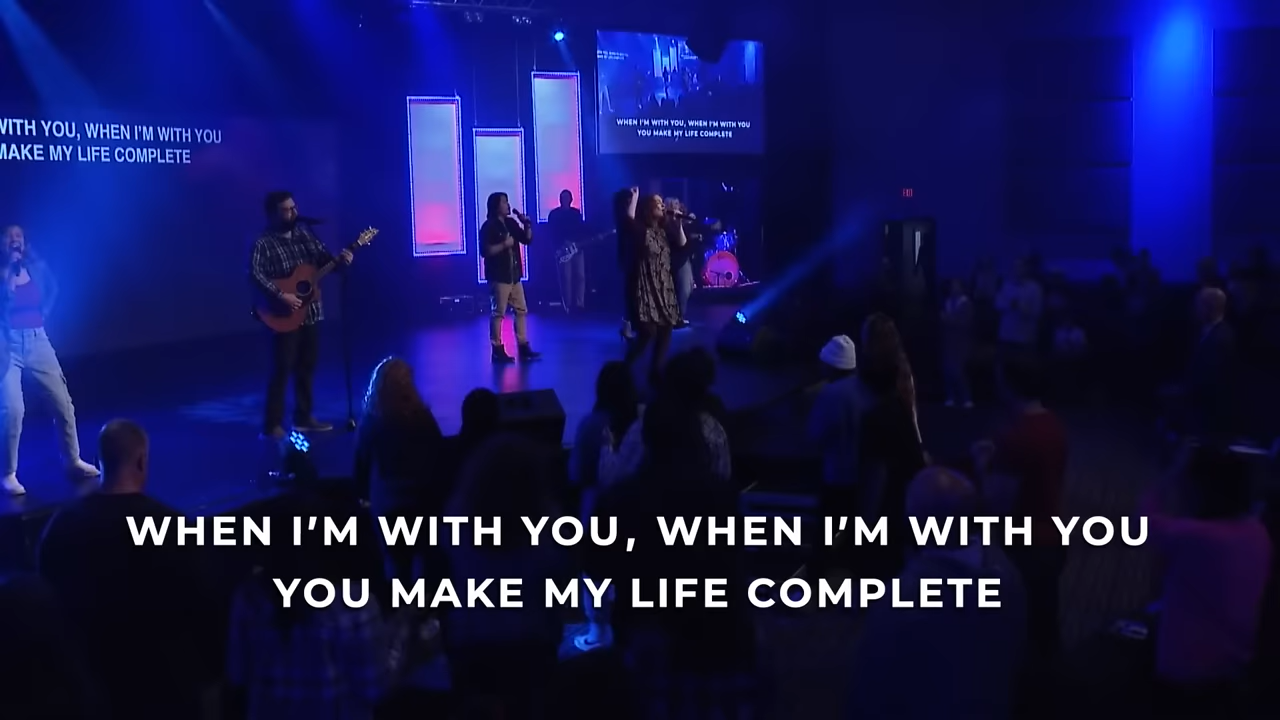 WITH YOU, WHEN I'M WITH YOU
MAKE MY LIFE COMPLETE
WHEN I'M WITH YOU, WHEN I'M WITH YOU
YOU MAKE MY LIFE COMPLETE
EXIT
WHEN I'M WITH YOU, WHEN I'M WITH YOU
YOU MAKE MY LIFE COMPLETE